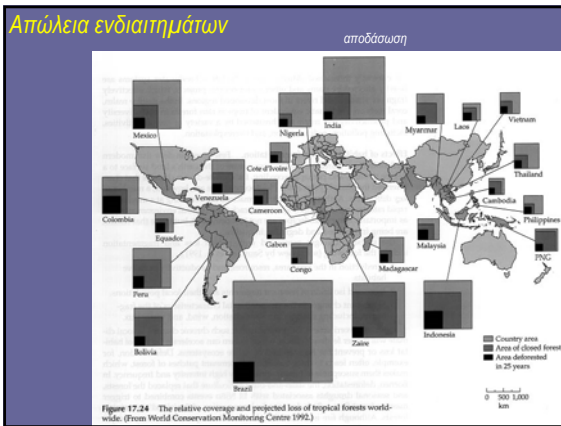 Απώλεια ενδιαιτημάτων
αποδάσωση
Mexico
Nigeria
India
Myanmar
Laos
Vietnam
Cote d'Ivoire
Thailand
Venezuela
Cambodia
Colombia
Cameroon
Philippines
Equador
Gabon
Malaysia
PNG
Congo
Madagascar
Peru
Zaire
Indonesia
Bolivia
Brazil
Country area
Area of closed forest
Area deforested
in 25 years
0 500 1,000
km
Figure 17.24 The relative coverage and projected loss of tropical forests world-
wide. (From World Conservation Monitoring Centre 1992.)